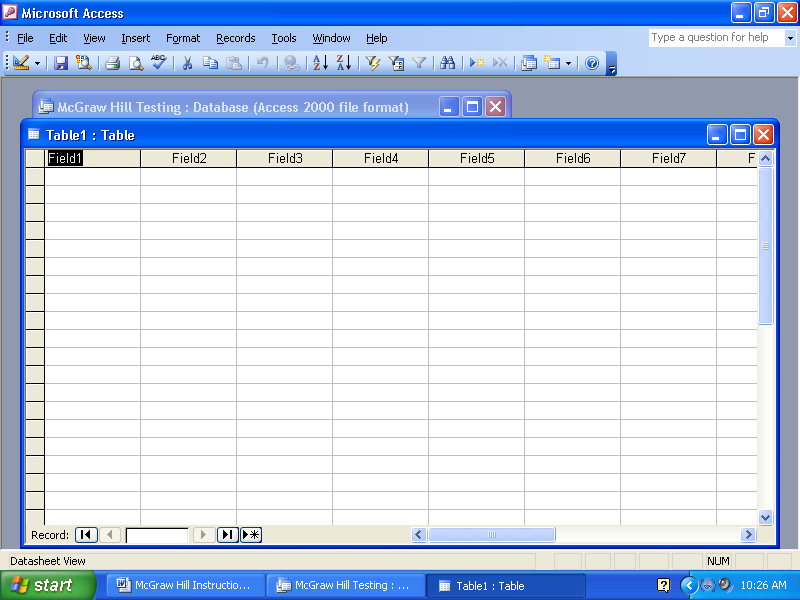 Microsoft Access
File Edit View Insert Format Records Tools Window Help
Type a question for help
McGraw Hill Testing : Database (Access 2000 file format)
Table1 : Table
Field1 Field2 Field3 Field4 Field5 Field6 Field7 F
Record:
Datasheet View NUM
start McGraw Hill Instructio... McGraw Hill Testing : ... Table1 : Table 10:26 AM